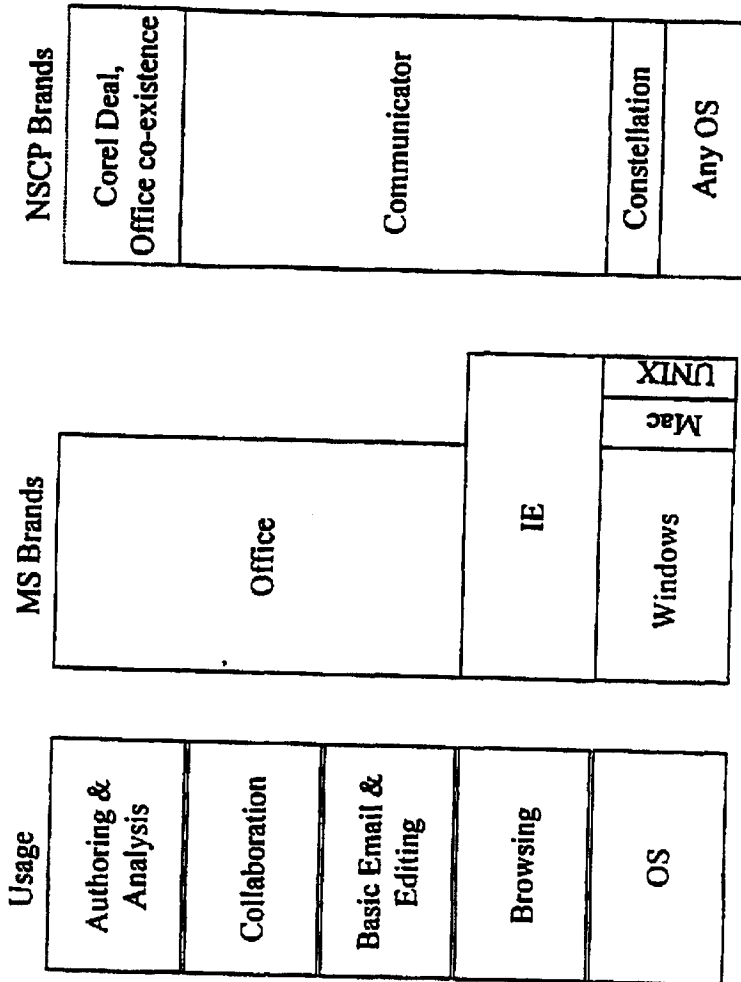 Usage
Authoring &
Analysis
Collaboration
Basic Email &
Editing
Browsing
OS
MS Brands
Office
IE
Windows
Mac
UNIX
NSCP Brands
Corel Deal,
Office co-existence
Communicator
Constellation
Any OS